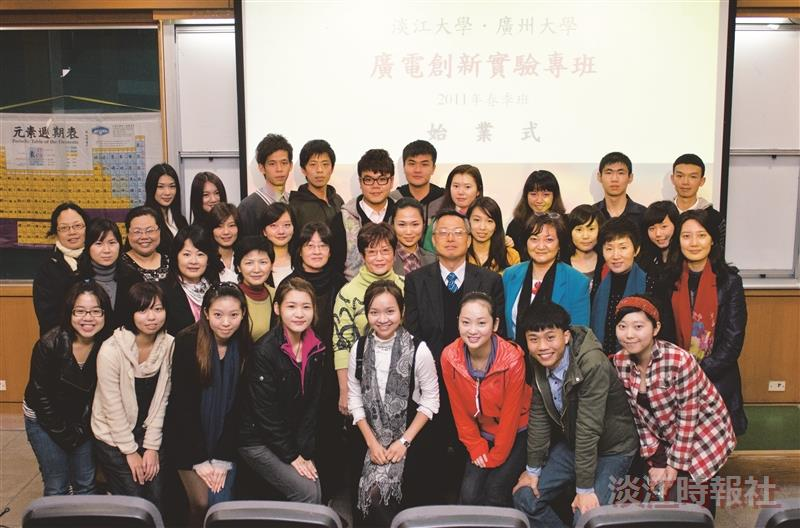 淡江大學・廣州大學
廣電創新實驗專班
2011年春季班
始業式
元素週期表
Periodic Table of the Elements
淡江時報社